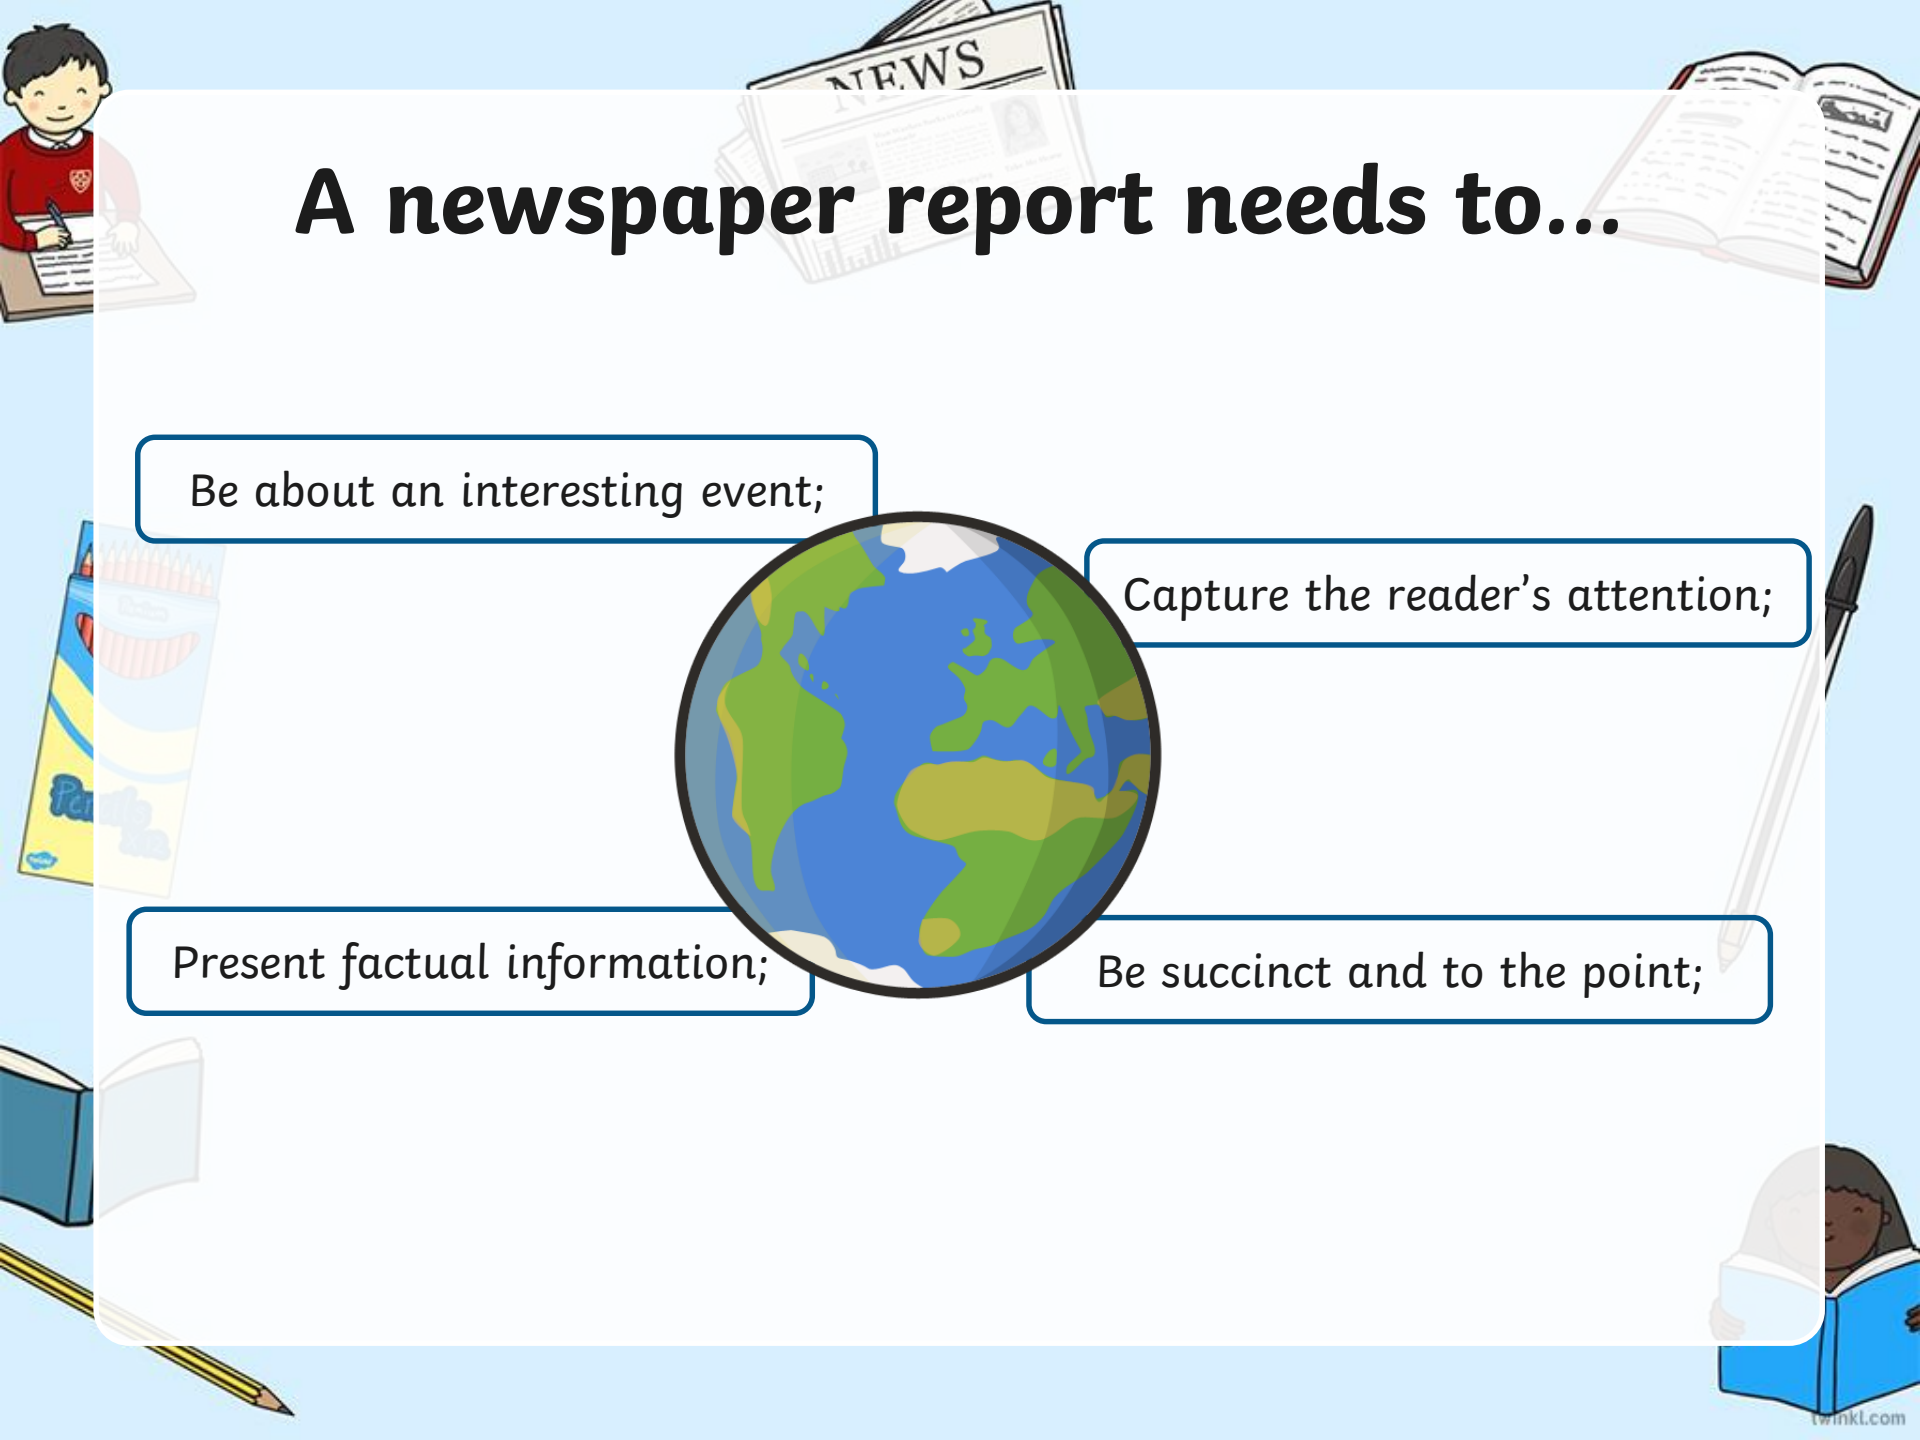 NEWS
A newspaper report needs to...
Be about an interesting event;
Capture the reader's attention;
Present factual information;
Be succinct and to the point;
Pencils
twinkl.com